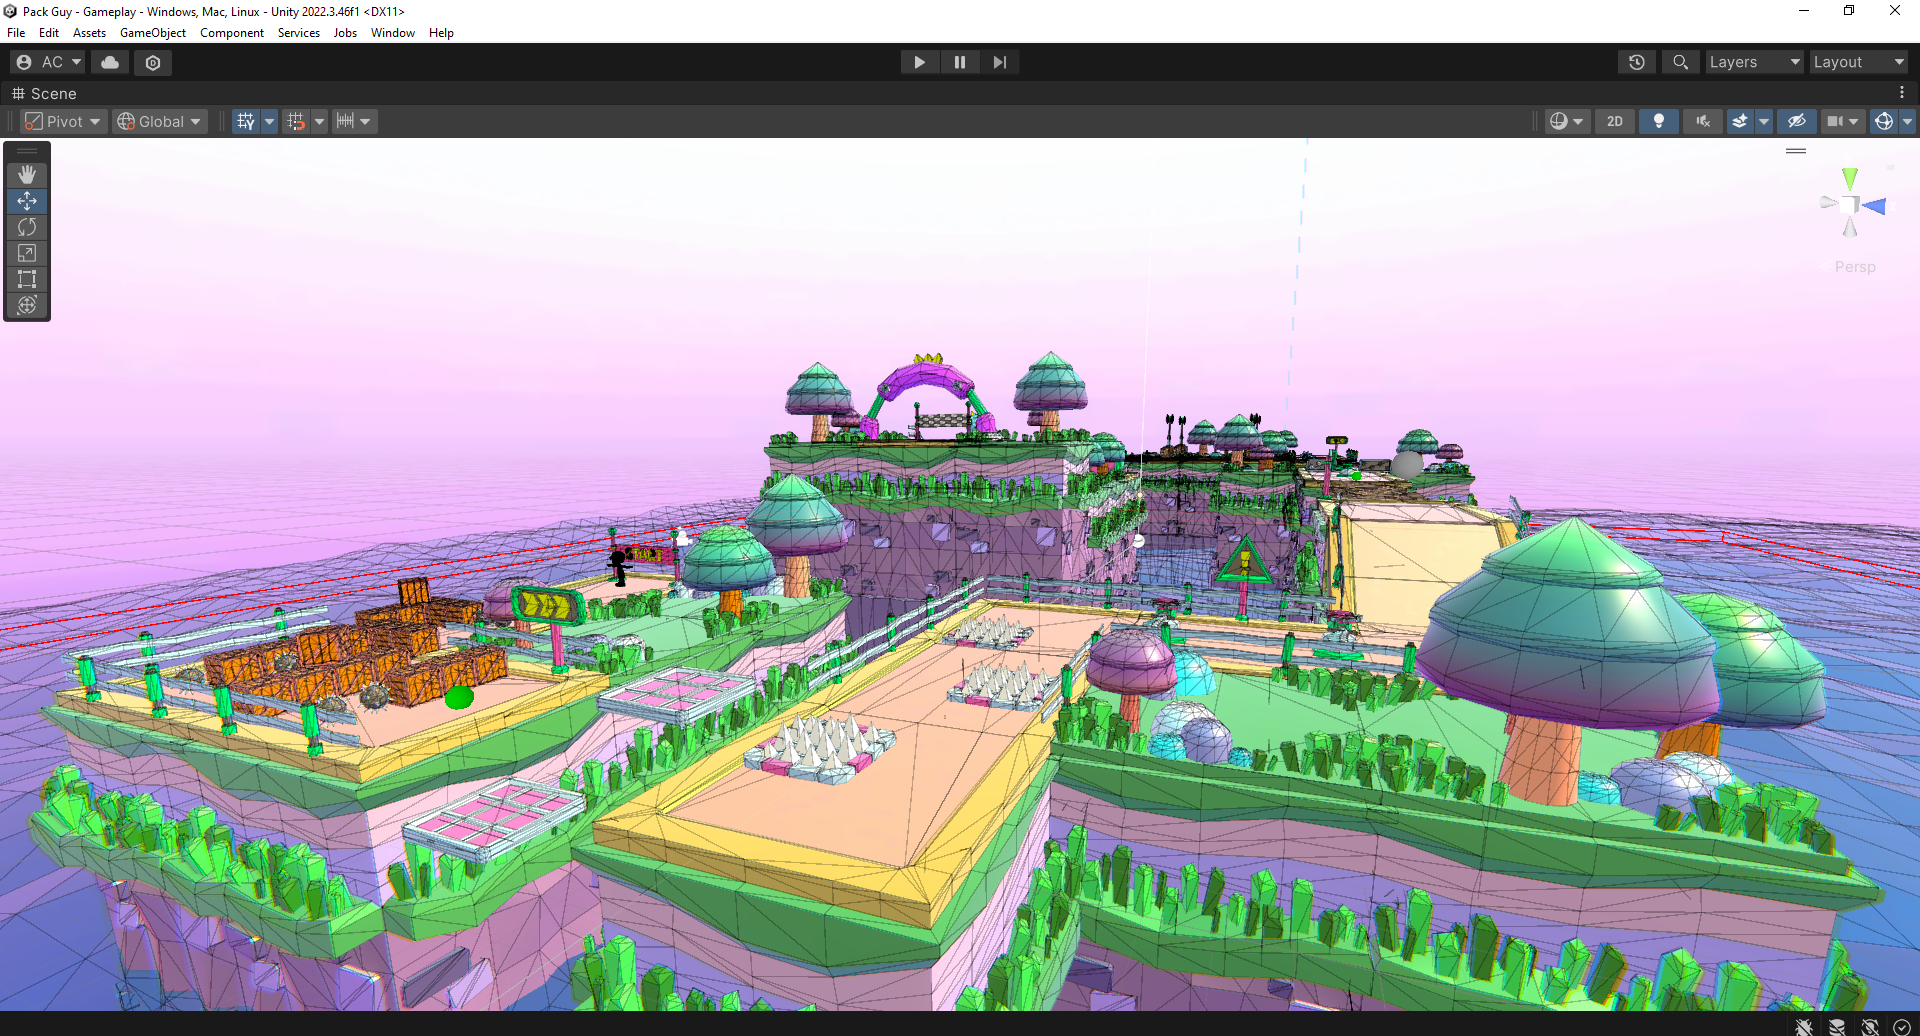 Pack Guy - Gameplay - Windows, Mac, Linux - Unity 2022.3.46f1 <DX11>
File Edit Assets GameObject Component Services Jobs Window Help
AC Layers Layout
Scene
Pivot Global 2D
Persp